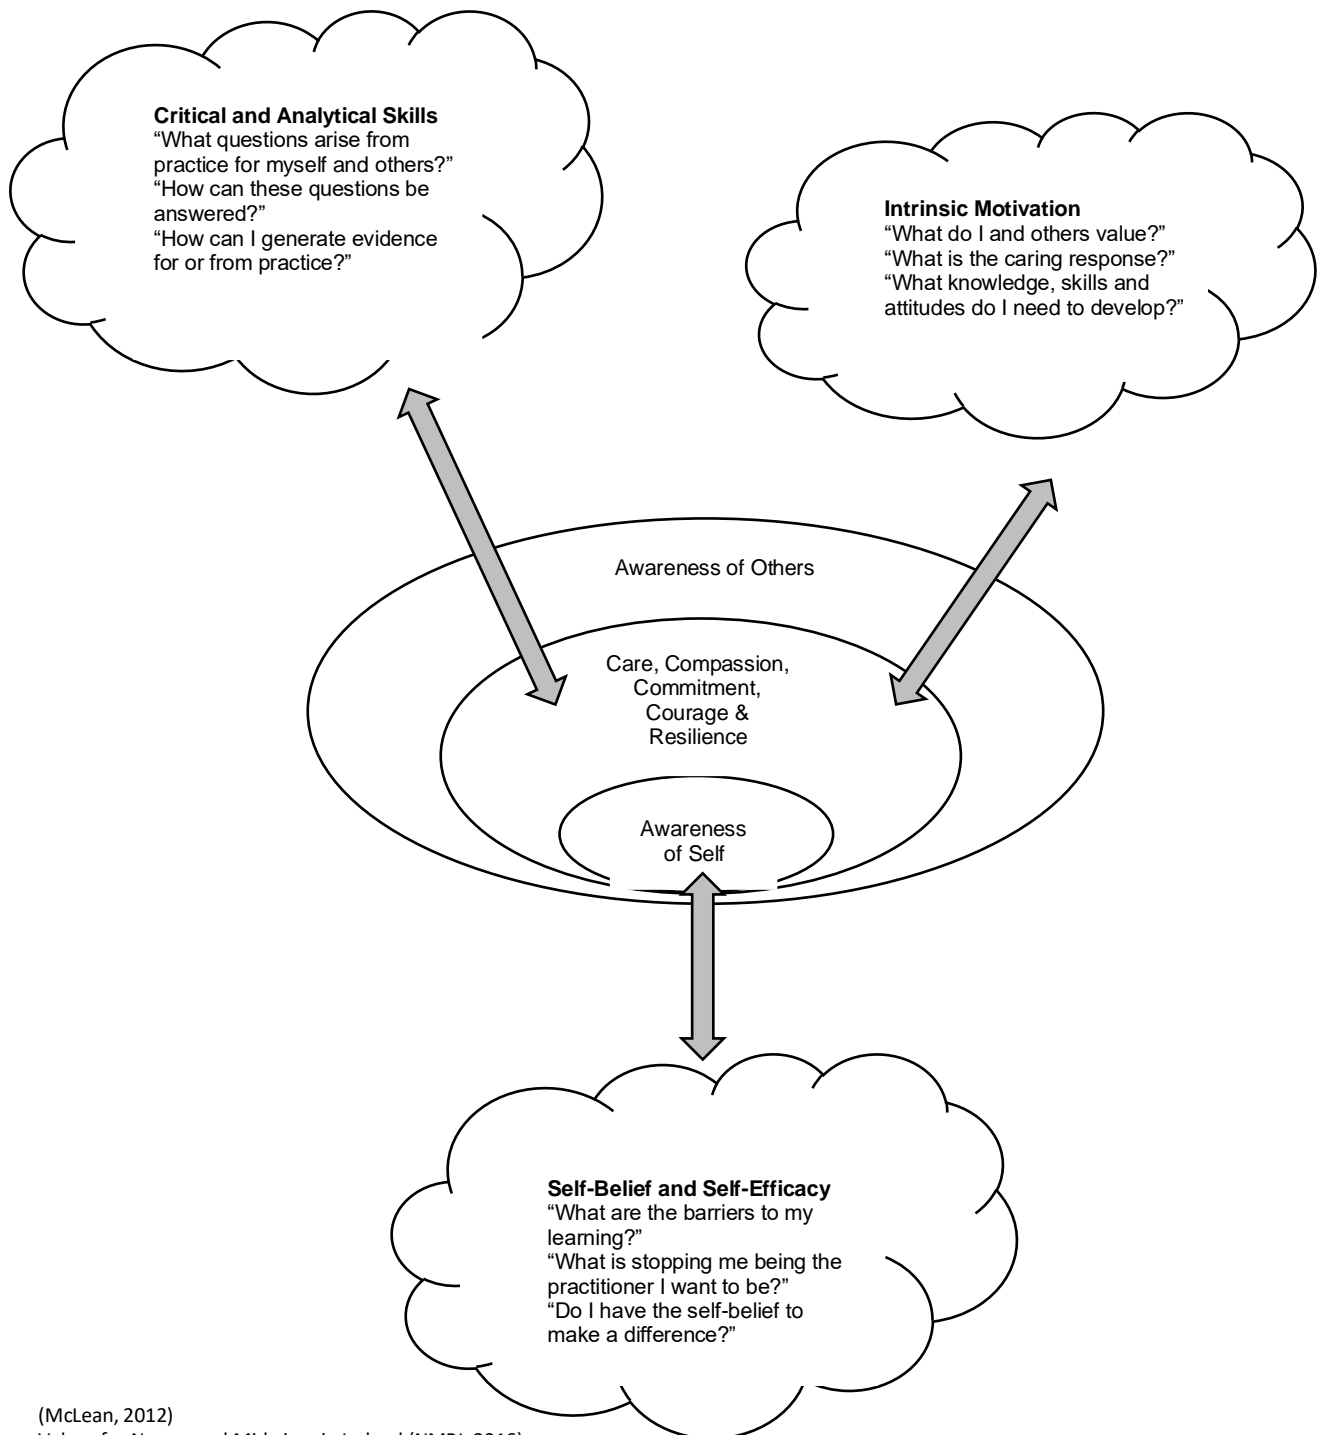 Critical and Analytical Skills
“What questions arise from
practice for myself and others?”
“How can these questions be
answered?”
“How can I generate evidence
for or from practice?”
Intrinsic Motivation
“What do I and others value?”
“What is the caring response?”
“What knowledge, skills and
attitudes do I need to develop?”
Awareness of Others
Care, Compassion,
Commitment,
Courage &
Resilience
Awareness
of Self
Self-Belief and Self-Efficacy
“What are the barriers to my
learning?”
“What is stopping me being the
practitioner I want to be?”
“Do I have the self-belief to
make a difference?”
(McLean, 2012)